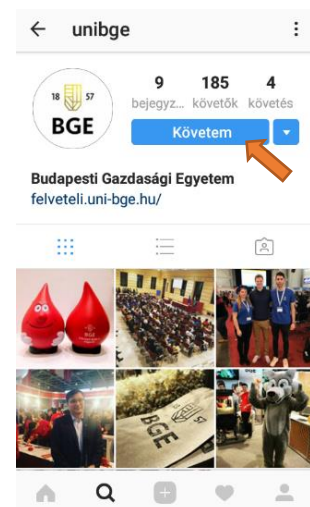 unibge
18 57
BGE
9 185 4
bejegyz... követők követés
Követem
Budapesti Gazdasági Egyetem
felveteli.uni-bge.hu/
BGE
BGE